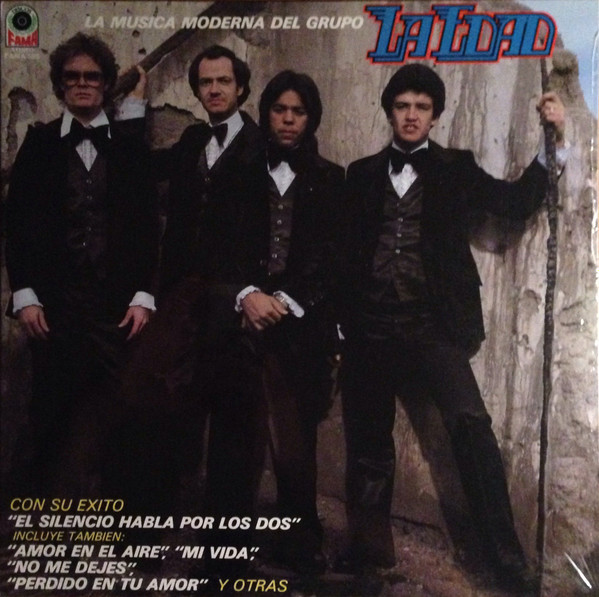 FAMA
LA MUSICA MODERNA DEL GRUPO
LA EDAD
CON SU EXITO
"EL SILENCIO HABLA POR LOS DOS"
INCLUYE TAMBIEN:
"AMOR EN EL AIRE", "MI VIDA",
"NO ME DEJES",
"PERDIDO EN TU AMOR" Y OTRAS